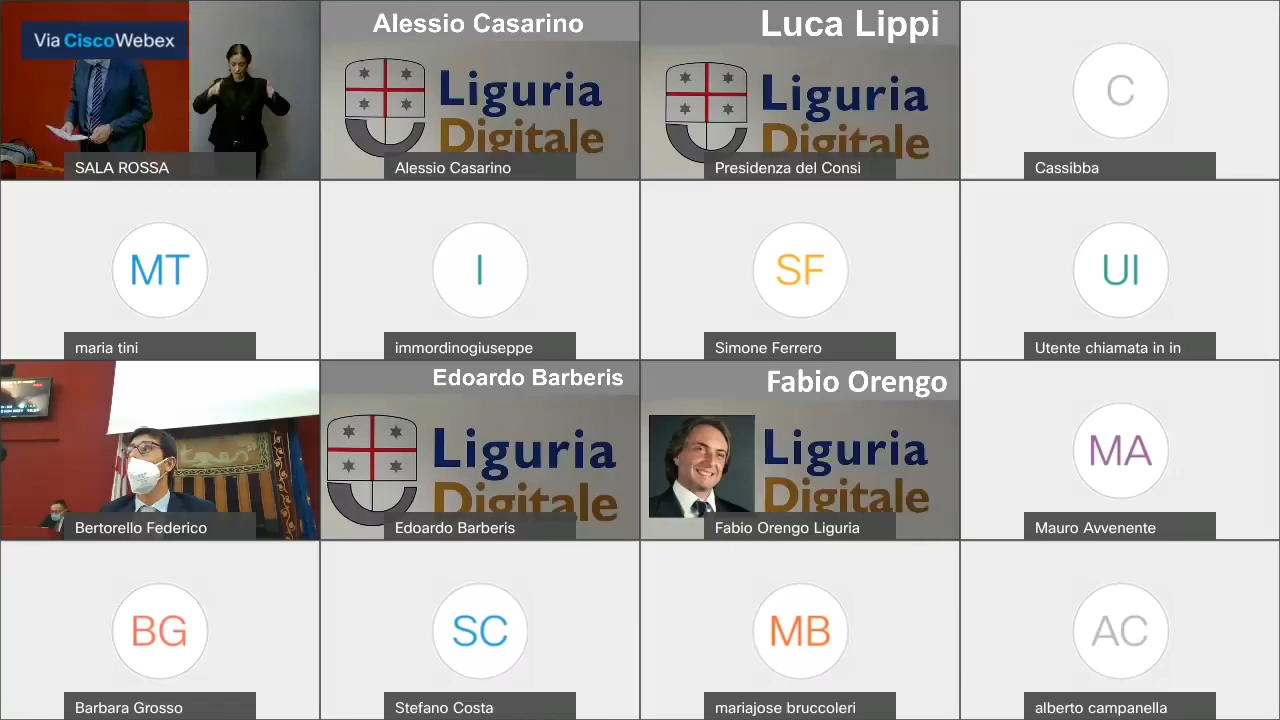 Via CiscoWebex
SALA ROSSA
Alessio Casarino
Liguria
Digitale
Alessio Casarino
Luca Lippi
Liguria
Digitale
Presidenza del Consi
C
Cassibba
MT
maria tini
I
immordinogiuseppe
SF
Simone Ferrero
UI
Utente chiamata in in
Bertorello Federico
Edoardo Barberis
Liguria
Digitale
Edoardo Barberis
Fabio Orengo
Liguria
Digitale
Fabio Orengo Liguria
MA
Mauro Avvenente
BG
Barbara Grosso
SC
Stefano Costa
MB
mariajose bruccoleri
AC
alberto campanella